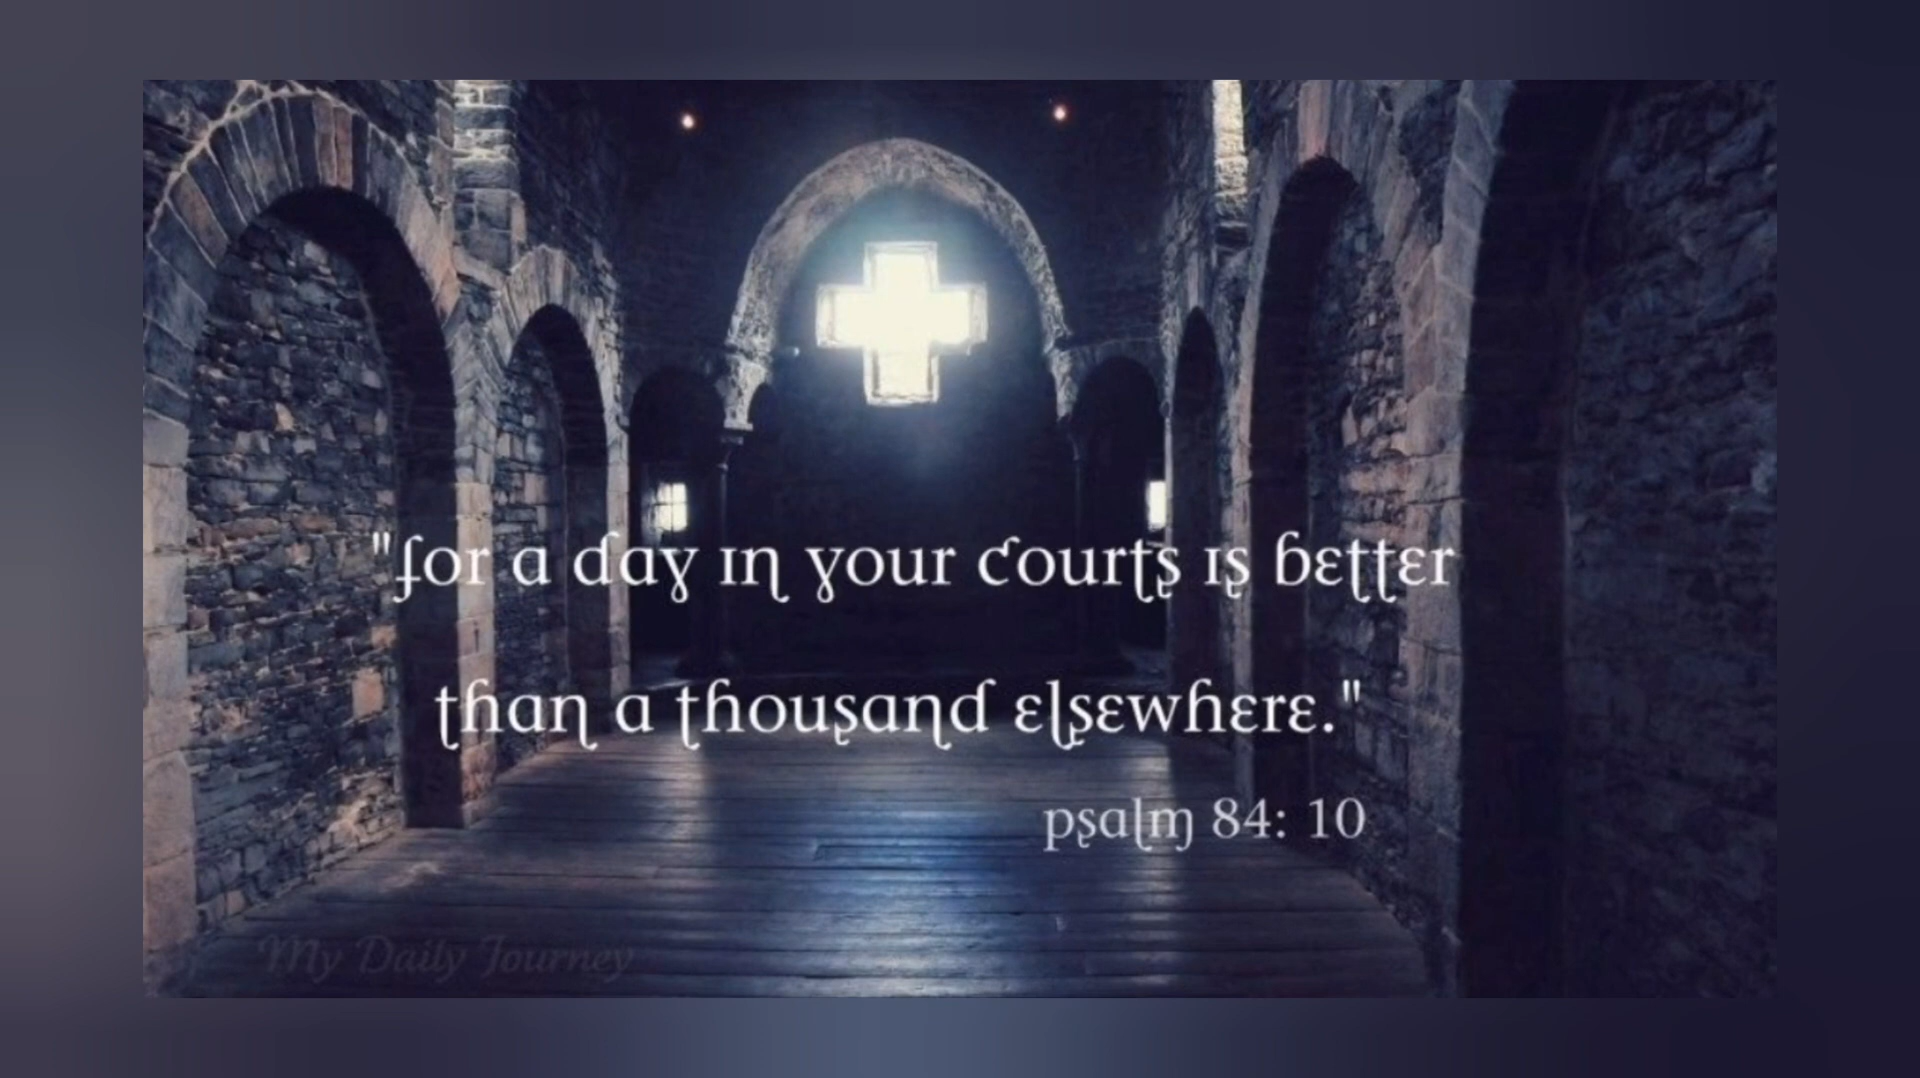 "for a day in your courts is better
than a thousand elsewhere."
psalm 84: 10
My Daily Journey